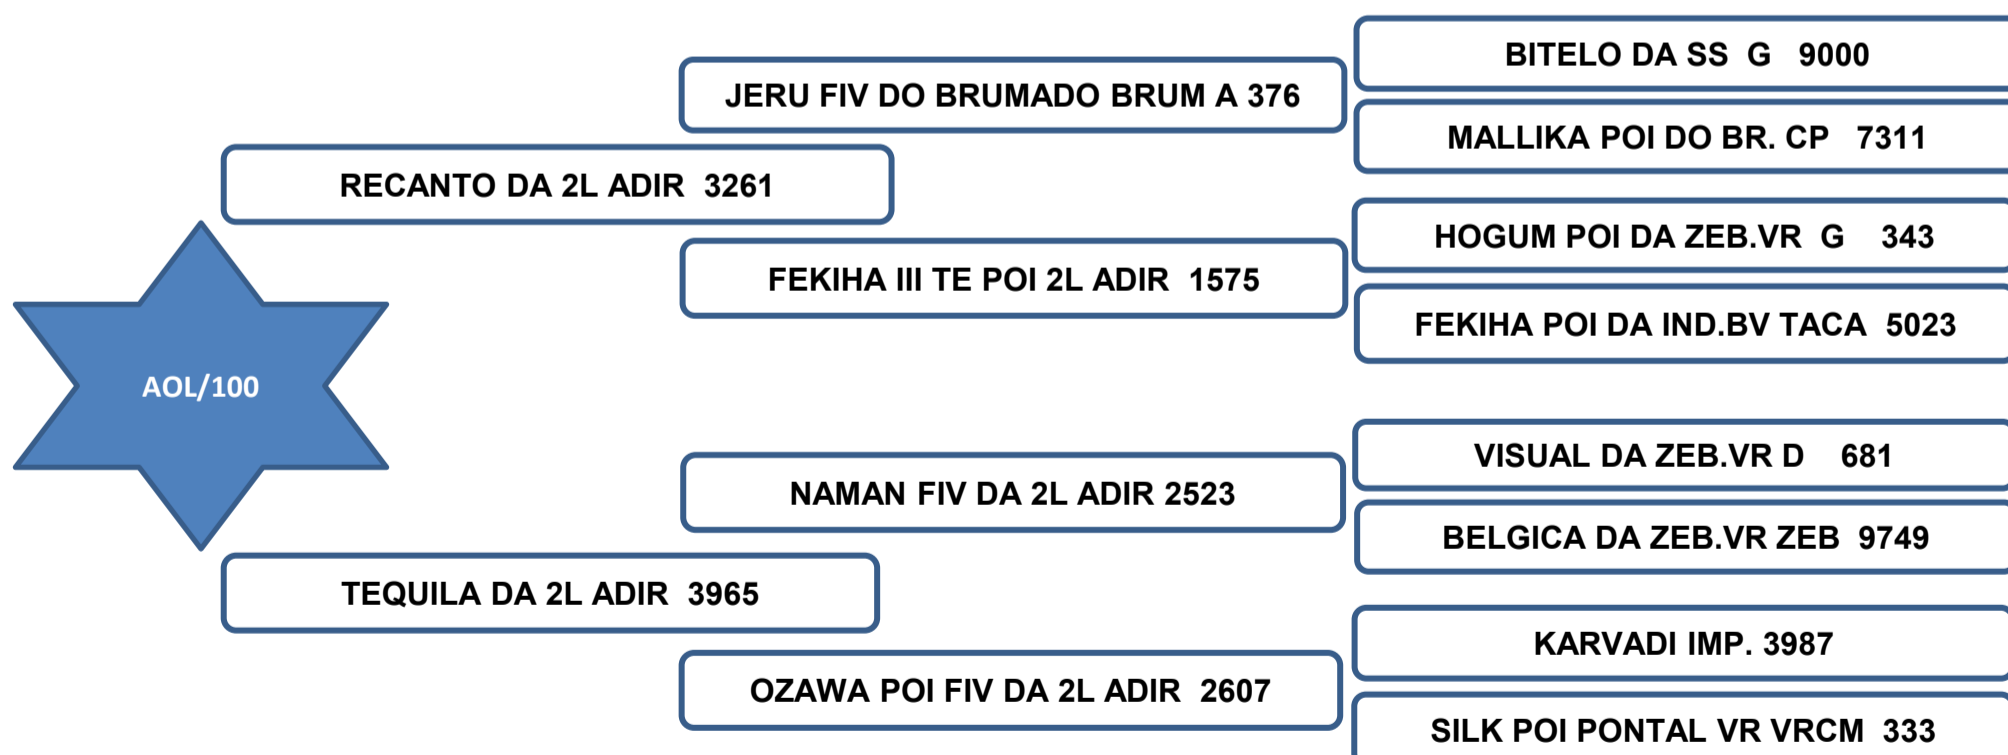 BITELO DA SS G 9000
JERU FIV DO BRUMADO BRUM A 376
MALLIKA POI DO BR. CP 7311
RECANTO DA 2L ADIR 3261
HOGUM POI DA ZEB.VR G 343
FEKIHA III TE POI 2L ADIR 1575
FEKIHA POI DA IND.BV TACA 5023
AOL/100
VISUAL DA ZEB.VR D 681
NAMAN FIV DA 2L ADIR 2523
BELGICA DA ZEB.VR ZEB 9749
TEQUILA DA 2L ADIR 3965
KARVADI IMP. 3987
OZAWA POI FIV DA 2L ADIR 2607
SILK POI PONTAL VR VRCM 333